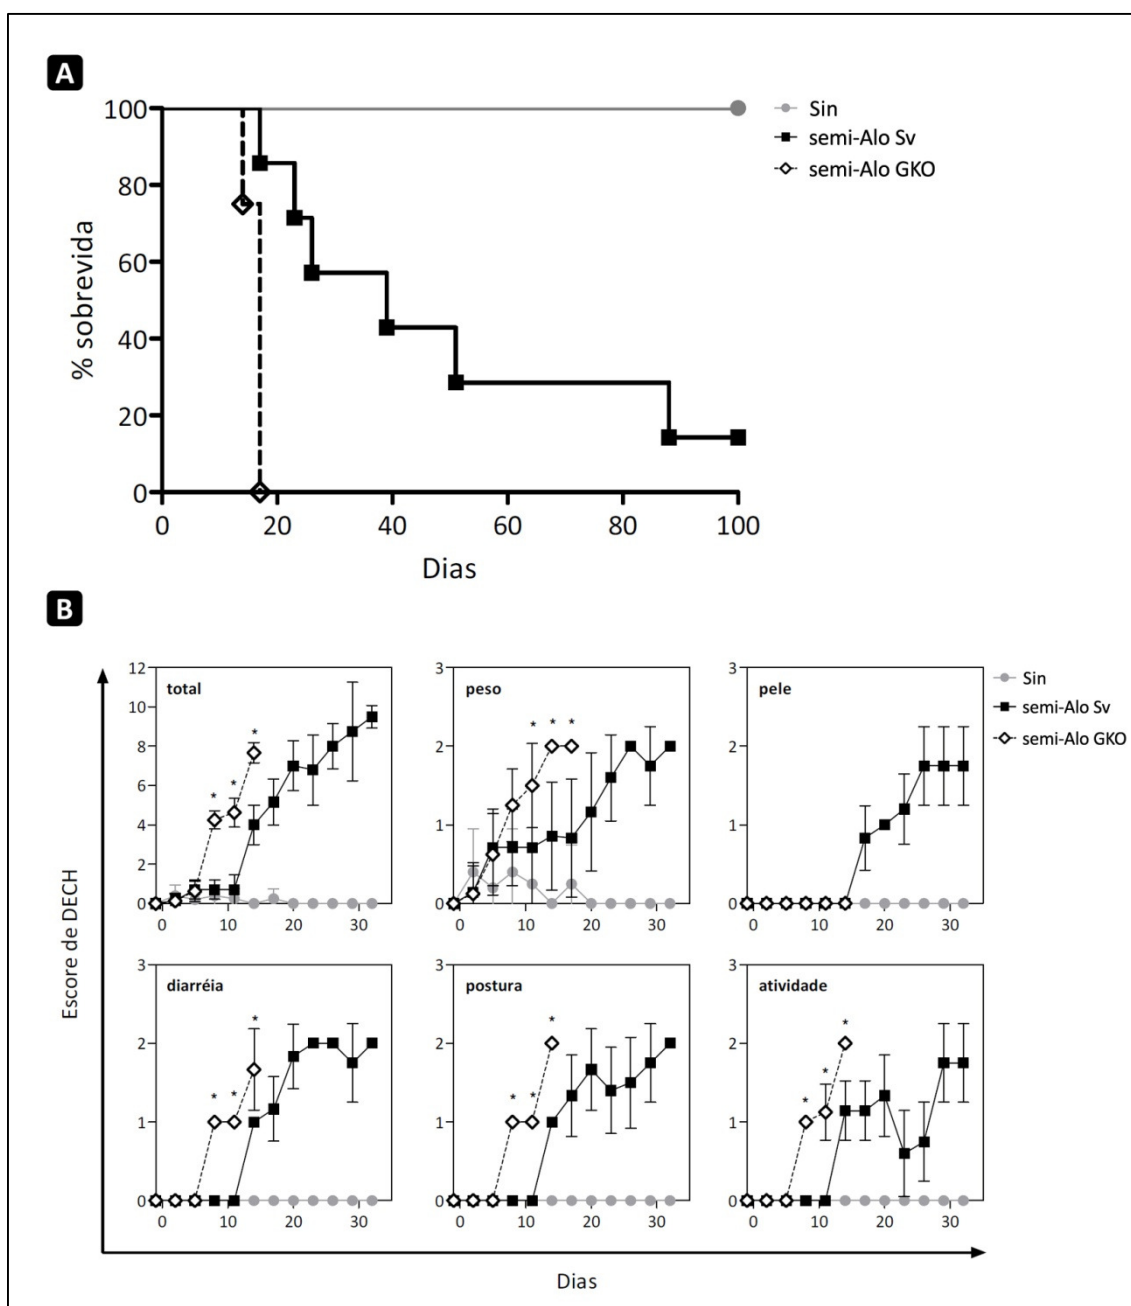 A
100
80
60
40
20
0
% sobrevida
0 20 40 60 80 100
Dias
Sin
semi-Alo Sv
semi-Alo GKO
B
Escore de DECH
total
12
10
8
6
4
2
0
0 10 20 30
* * *
peso
3
2
1
0
0 10 20 30
* * *
pele
3
2
1
0
0 10 20 30
Sin
semi-Alo Sv
semi-Alo GKO
diarréia
3
2
1
0
0 10 20 30
* * *
postura
3
2
1
0
0 10 20 30
* * *
atividade
3
2
1
0
0 10 20 30
* * *
Dias